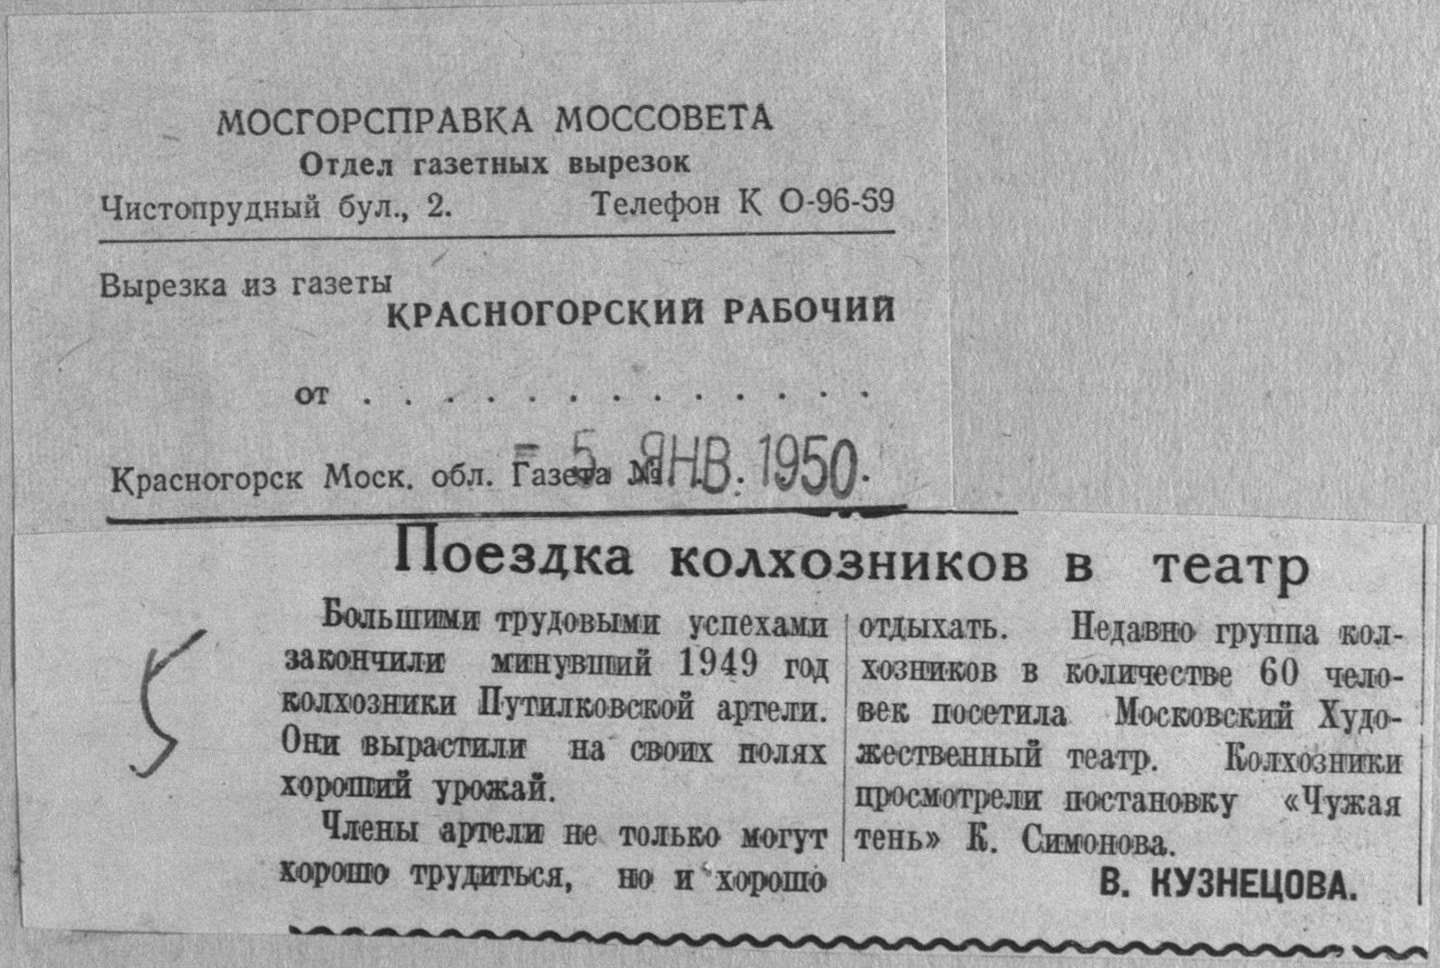 МОСГОРСПРАВКА МОССОВЕТА
Отдел газетных вырезок
Чистопрудный бул., 2. Телефон К 0-96-59
Вырезка из газеты
КРАСНОГОРСКИЙ РАБОЧИЙ
от . . . . . . . . . . . . .
- 5 ЯНВ. 1950.
Красногорск Моск. обл. Газета №
Поездка колхозников в театр
5
Большими трудовыми успехами
закончили минувший 1949 год
колхозники Путилковской артели.
Они вырастили на своих полях
хороший урожай.
Члены артели не только могут
хорошо трудиться, но и хорошо
отдыхать. Недавно группа кол-
хозников в количестве 60 чело-
век посетила Московский Худо-
жественный театр. Колхозники
просмотрели постановку «Чужая
тень» К. Симонова.
В. КУЗНЕЦОВА.